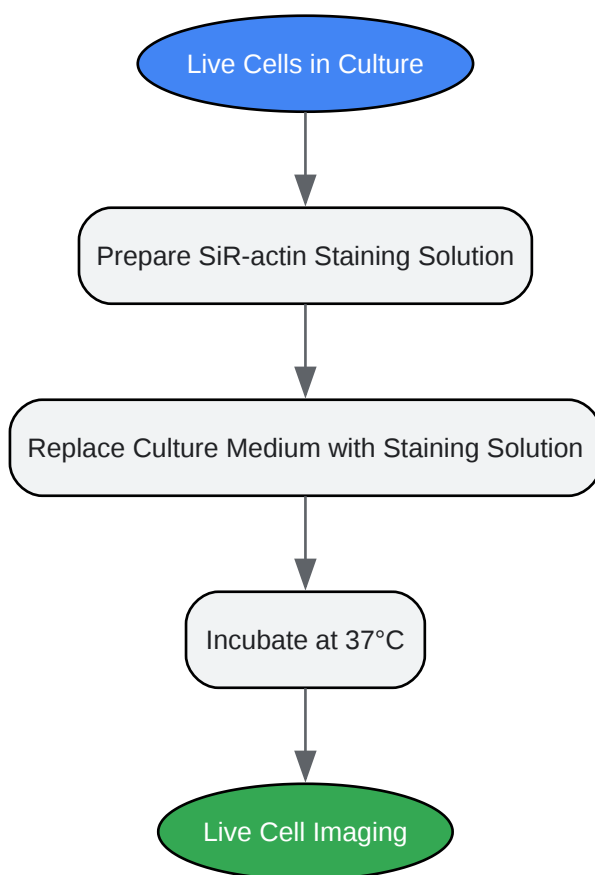 Live Cells in Culture
Prepare SiR-actin Staining Solution
Replace Culture Medium with Staining Solution
Incubate at 37°C
Live Cell Imaging